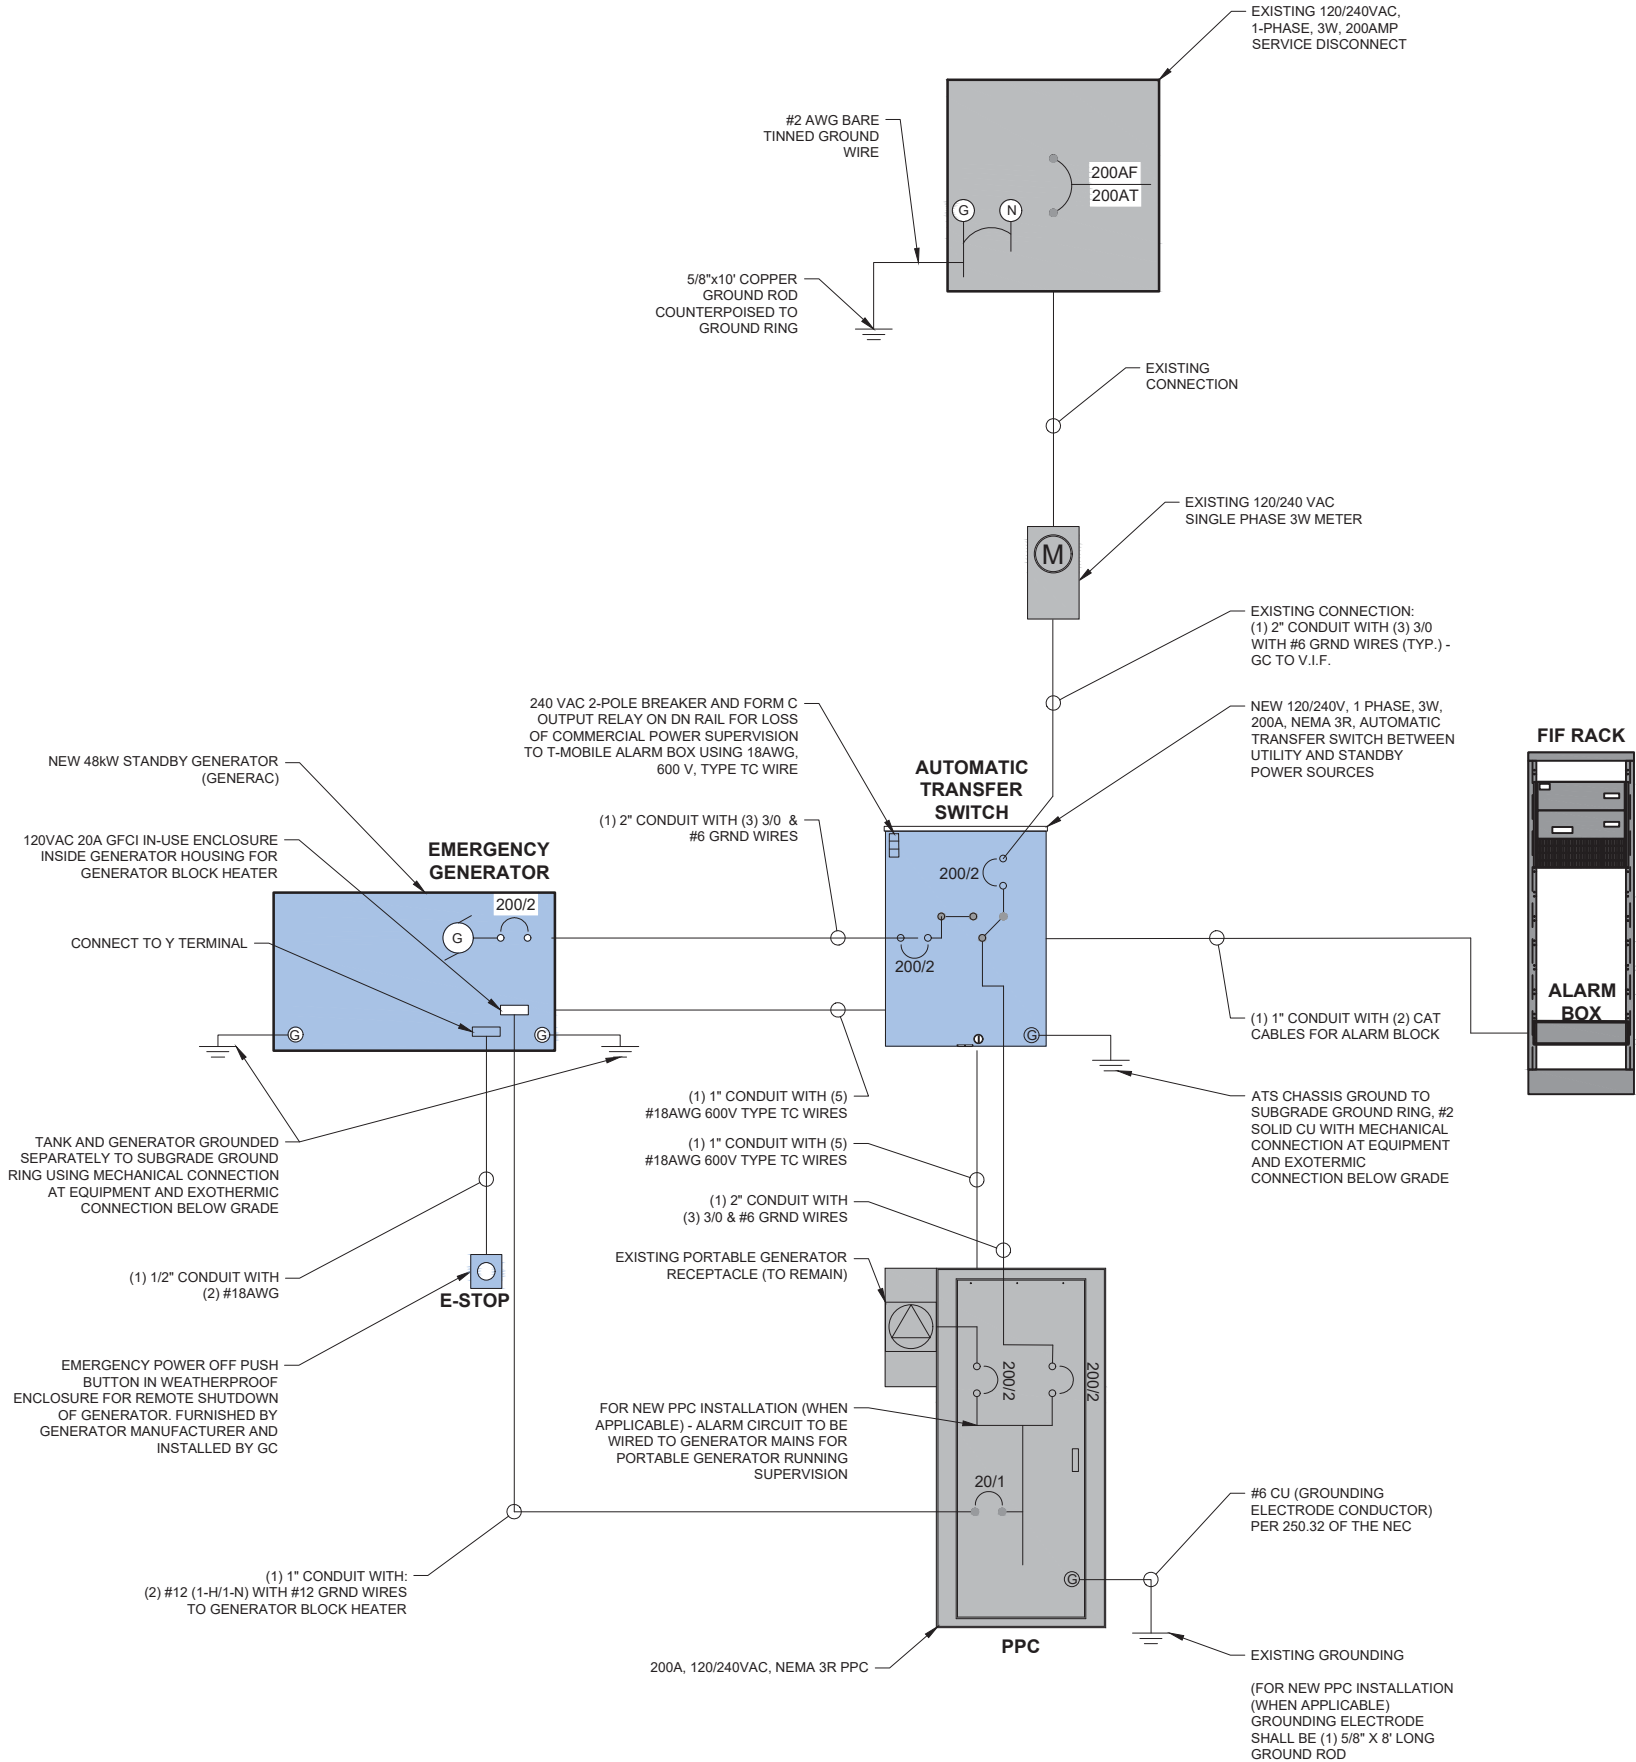 EXISTING 120/240VAC,
1-PHASE, 3W, 200AMP
SERVICE DISCONNECT
#2 AWG BARE
TINNED GROUND
WIRE
200AF
200AT
G
N
5/8"x10' COPPER
GROUND ROD
COUNTERPOISED TO
GROUND RING
EXISTING
CONNECTION
EXISTING 120/240 VAC
SINGLE PHASE 3W METER
M
EXISTING CONNECTION:
(1) 2" CONDUIT WITH (3) 3/0
WITH #6 GRND WIRES (TYP.) -
GC TO V.I.F.
240 VAC 2-POLE BREAKER AND FORM C
OUTPUT RELAY ON DN RAIL FOR LOSS
OF COMMERCIAL POWER SUPERVISION
TO T-MOBILE ALARM BOX USING 18AWG,
600 V, TYPE TC WIRE
NEW 120/240V, 1 PHASE, 3W,
200A, NEMA 3R, AUTOMATIC
TRANSFER SWITCH BETWEEN
UTILITY AND STANDBY
POWER SOURCES
FIF RACK
NEW 48kW STANDBY GENERATOR
(GENERAC)
AUTOMATIC
TRANSFER
SWITCH
(1) 2" CONDUIT WITH (3) 3/0 &
#6 GRND WIRES
120VAC 20A GFCI IN-USE ENCLOSURE
INSIDE GENERATOR HOUSING FOR
GENERATOR BLOCK HEATER
EMERGENCY
GENERATOR
200/2
200/2
G
CONNECT TO Y TERMINAL
200/2
ALARM
BOX
G
G
G
(1) 1" CONDUIT WITH (2) CAT
CABLES FOR ALARM BLOCK
(1) 1" CONDUIT WITH (5)
#18AWG 600V TYPE TC WIRES
ATS CHASSIS GROUND TO
SUBGRADE GROUND RING, #2
SOLID CU WITH MECHANICAL
CONNECTION AT EQUIPMENT
AND EXOTERMIC
CONNECTION BELOW GRADE
TANK AND GENERATOR GROUNDED
SEPARATELY TO SUBGRADE GROUND
RING USING MECHANICAL CONNECTION
AT EQUIPMENT AND EXOTHERMIC
CONNECTION BELOW GRADE
(1) 1" CONDUIT WITH (5)
#18AWG 600V TYPE TC WIRES
(1) 2" CONDUIT WITH
(3) 3/0 & #6 GRND WIRES
EXISTING PORTABLE GENERATOR
RECEPTACLE (TO REMAIN)
(1) 1/2" CONDUIT WITH
(2) #18AWG
E-STOP
EMERGENCY POWER OFF PUSH
BUTTON IN WEATHERPROOF
ENCLOSURE FOR REMOTE SHUTDOWN
OF GENERATOR. FURNISHED BY
GENERATOR MANUFACTURER AND
INSTALLED BY GC
200/2
200/2
FOR NEW PPC INSTALLATION (WHEN
APPLICABLE) - ALARM CIRCUIT TO BE
WIRED TO GENERATOR MAINS FOR
PORTABLE GENERATOR RUNNING
SUPERVISION
20/1
#6 CU (GROUNDING
ELECTRODE CONDUCTOR)
PER 250.32 OF THE NEC
(1) 1" CONDUIT WITH:
(2) #12 (1-H/1-N) WITH #12 GRND WIRES
TO GENERATOR BLOCK HEATER
G
PPC
200A, 120/240VAC, NEMA 3R PPC
EXISTING GROUNDING
(FOR NEW PPC INSTALLATION
(WHEN APPLICABLE)
GROUNDING ELECTRODE
SHALL BE (1) 5/8" X 8' LONG
GROUND ROD